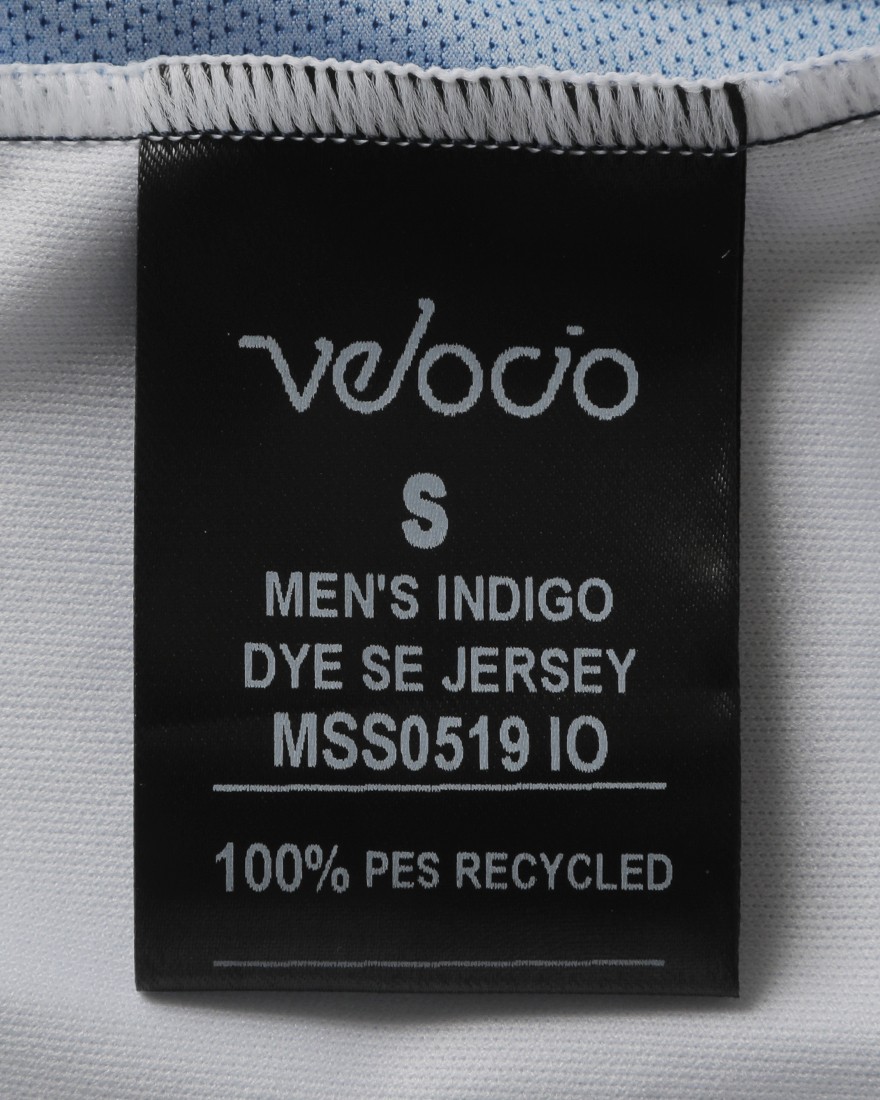 velocio
S
MEN'S INDIGO
DYE SE JERSEY
MSS0519 IO
100% PES RECYCLED